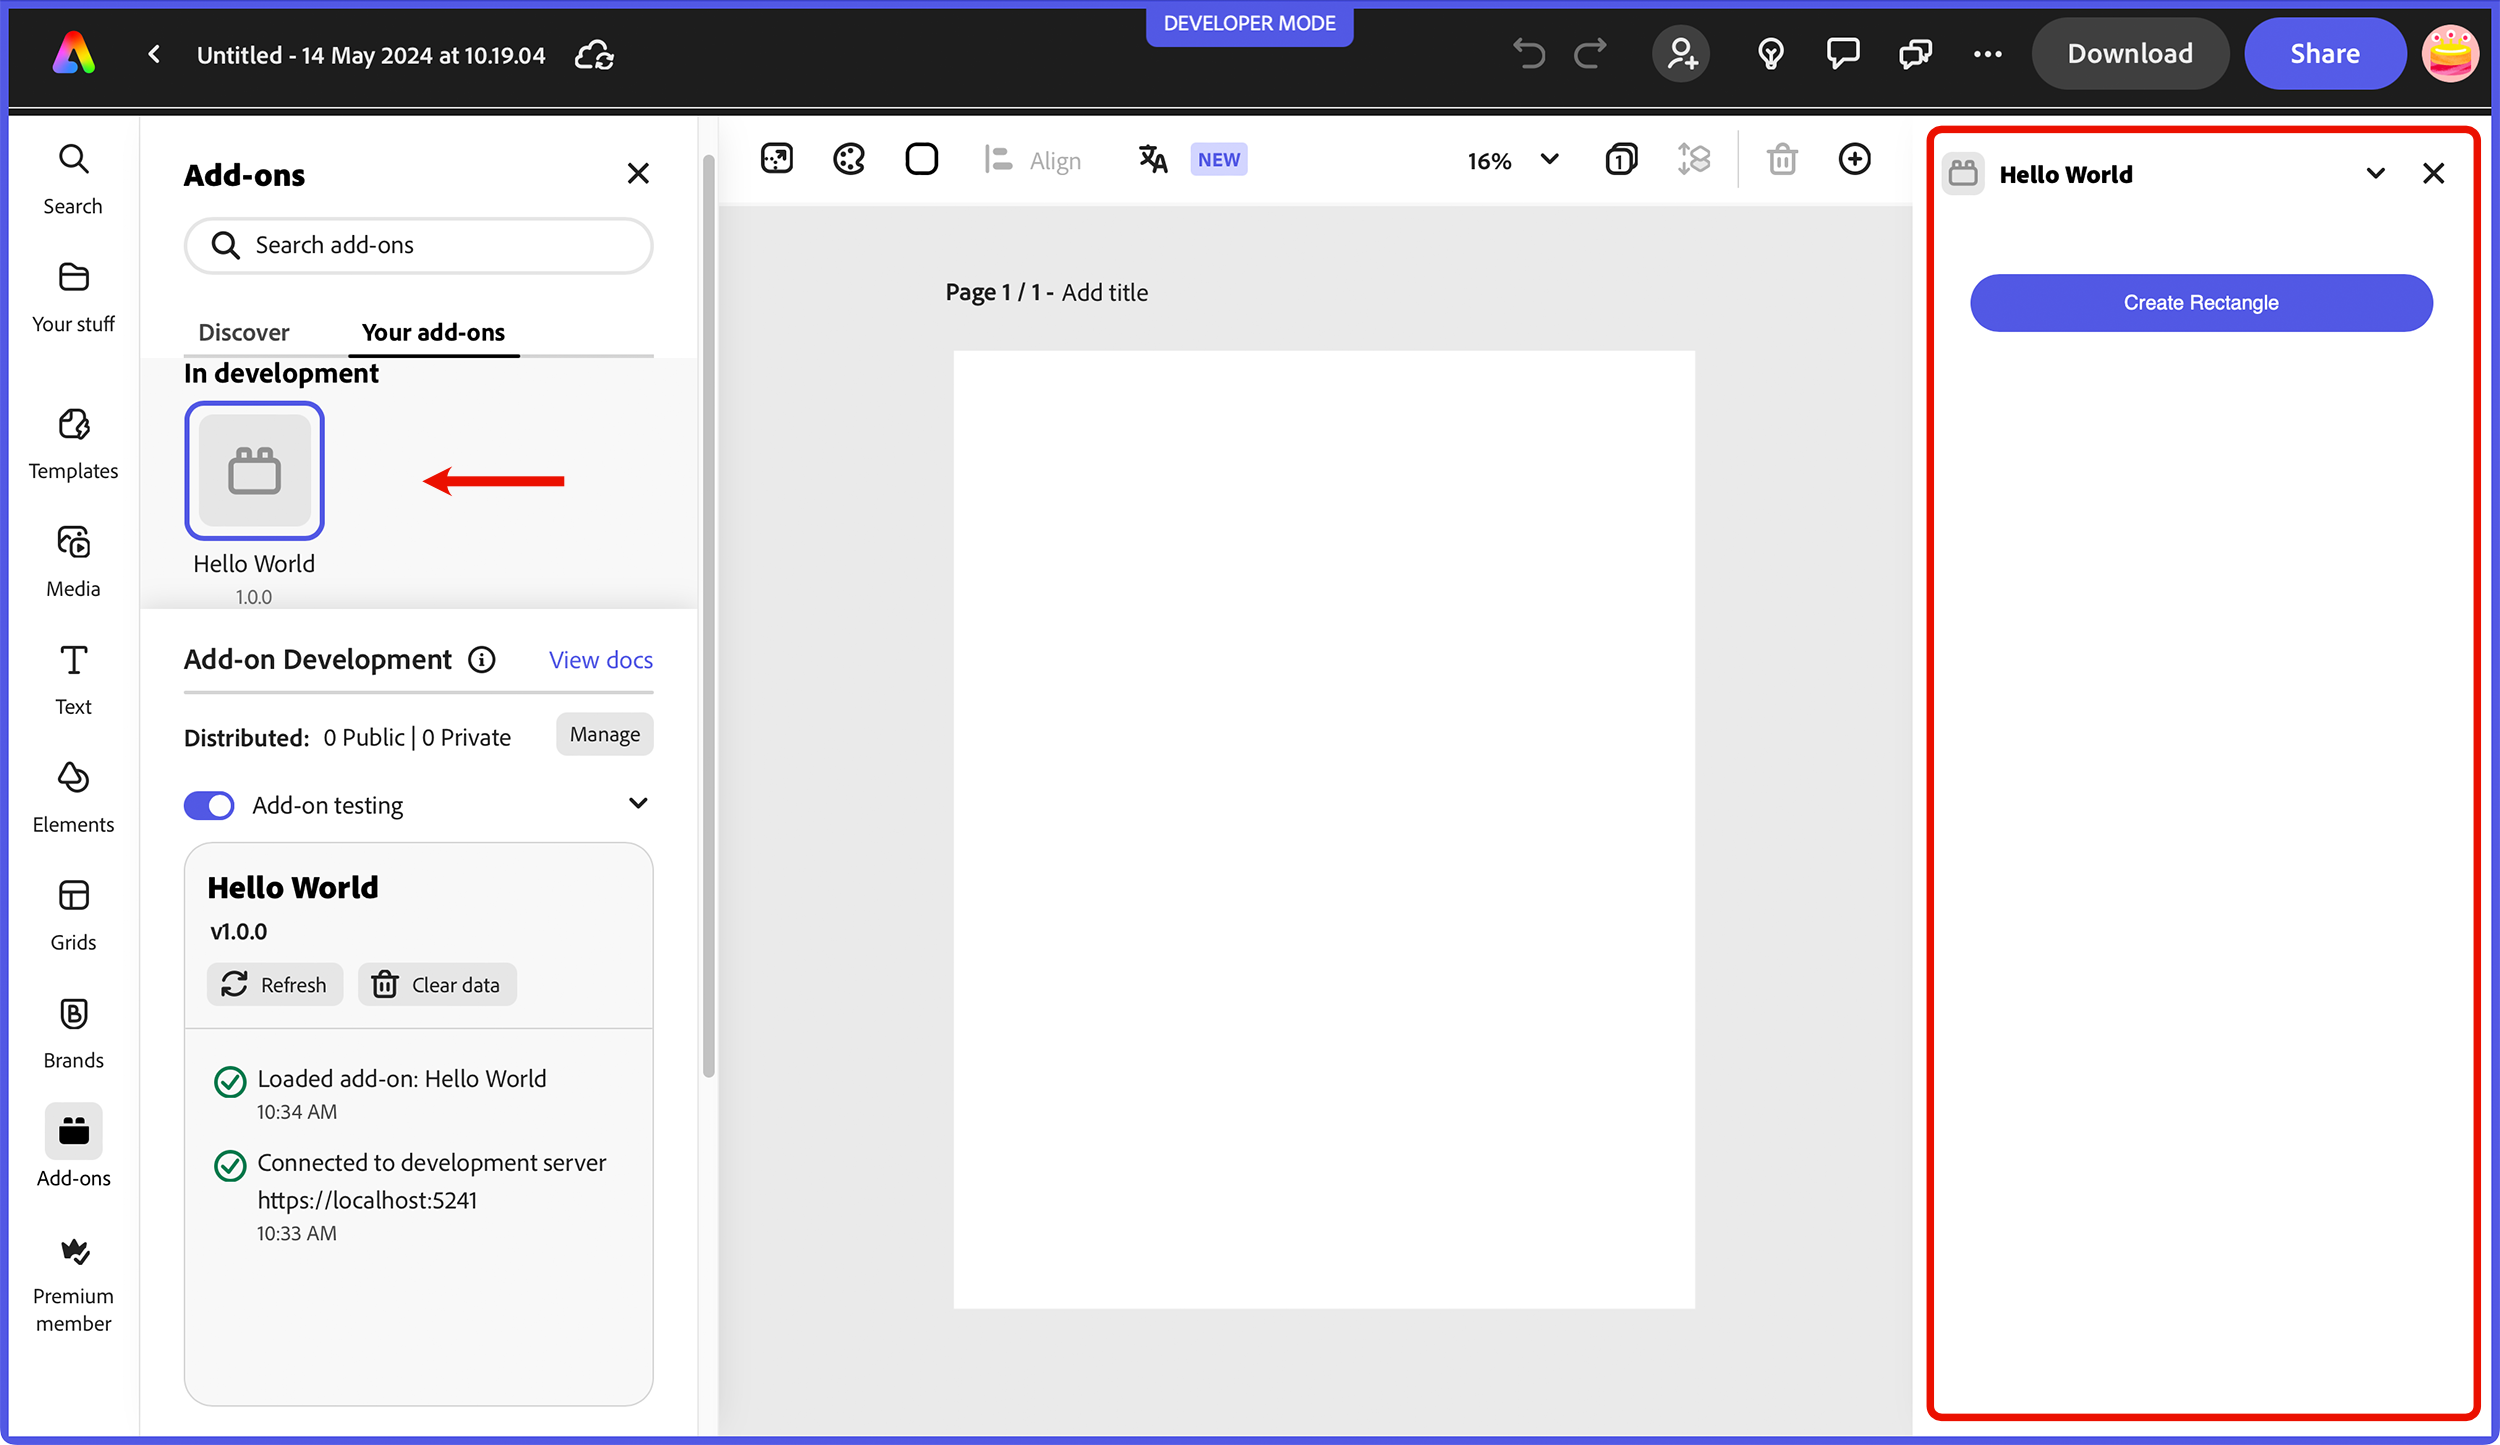 DEVELOPER MODE
Untitled - 14 May 2024 at 10.19.04
Download
Share
Search
Your stuff
Templates
Media
Text
Elements
Grids
Brands
Add-ons
Premium
member
Add-ons
Search add-ons
Discover
Your add-ons
In development
Hello World
1.0.0
Add-on Development
View docs
Distributed: 0 Public | 0 Private
Manage
Add-on testing
Hello World
v1.0.0
Refresh
Clear data
Loaded add-on: Hello World
10:34 AM
Connected to development server
https://localhost:5241
10:33 AM
Align
NEW
16%
1
Page 1 / 1 - Add title
Hello World
Create Rectangle